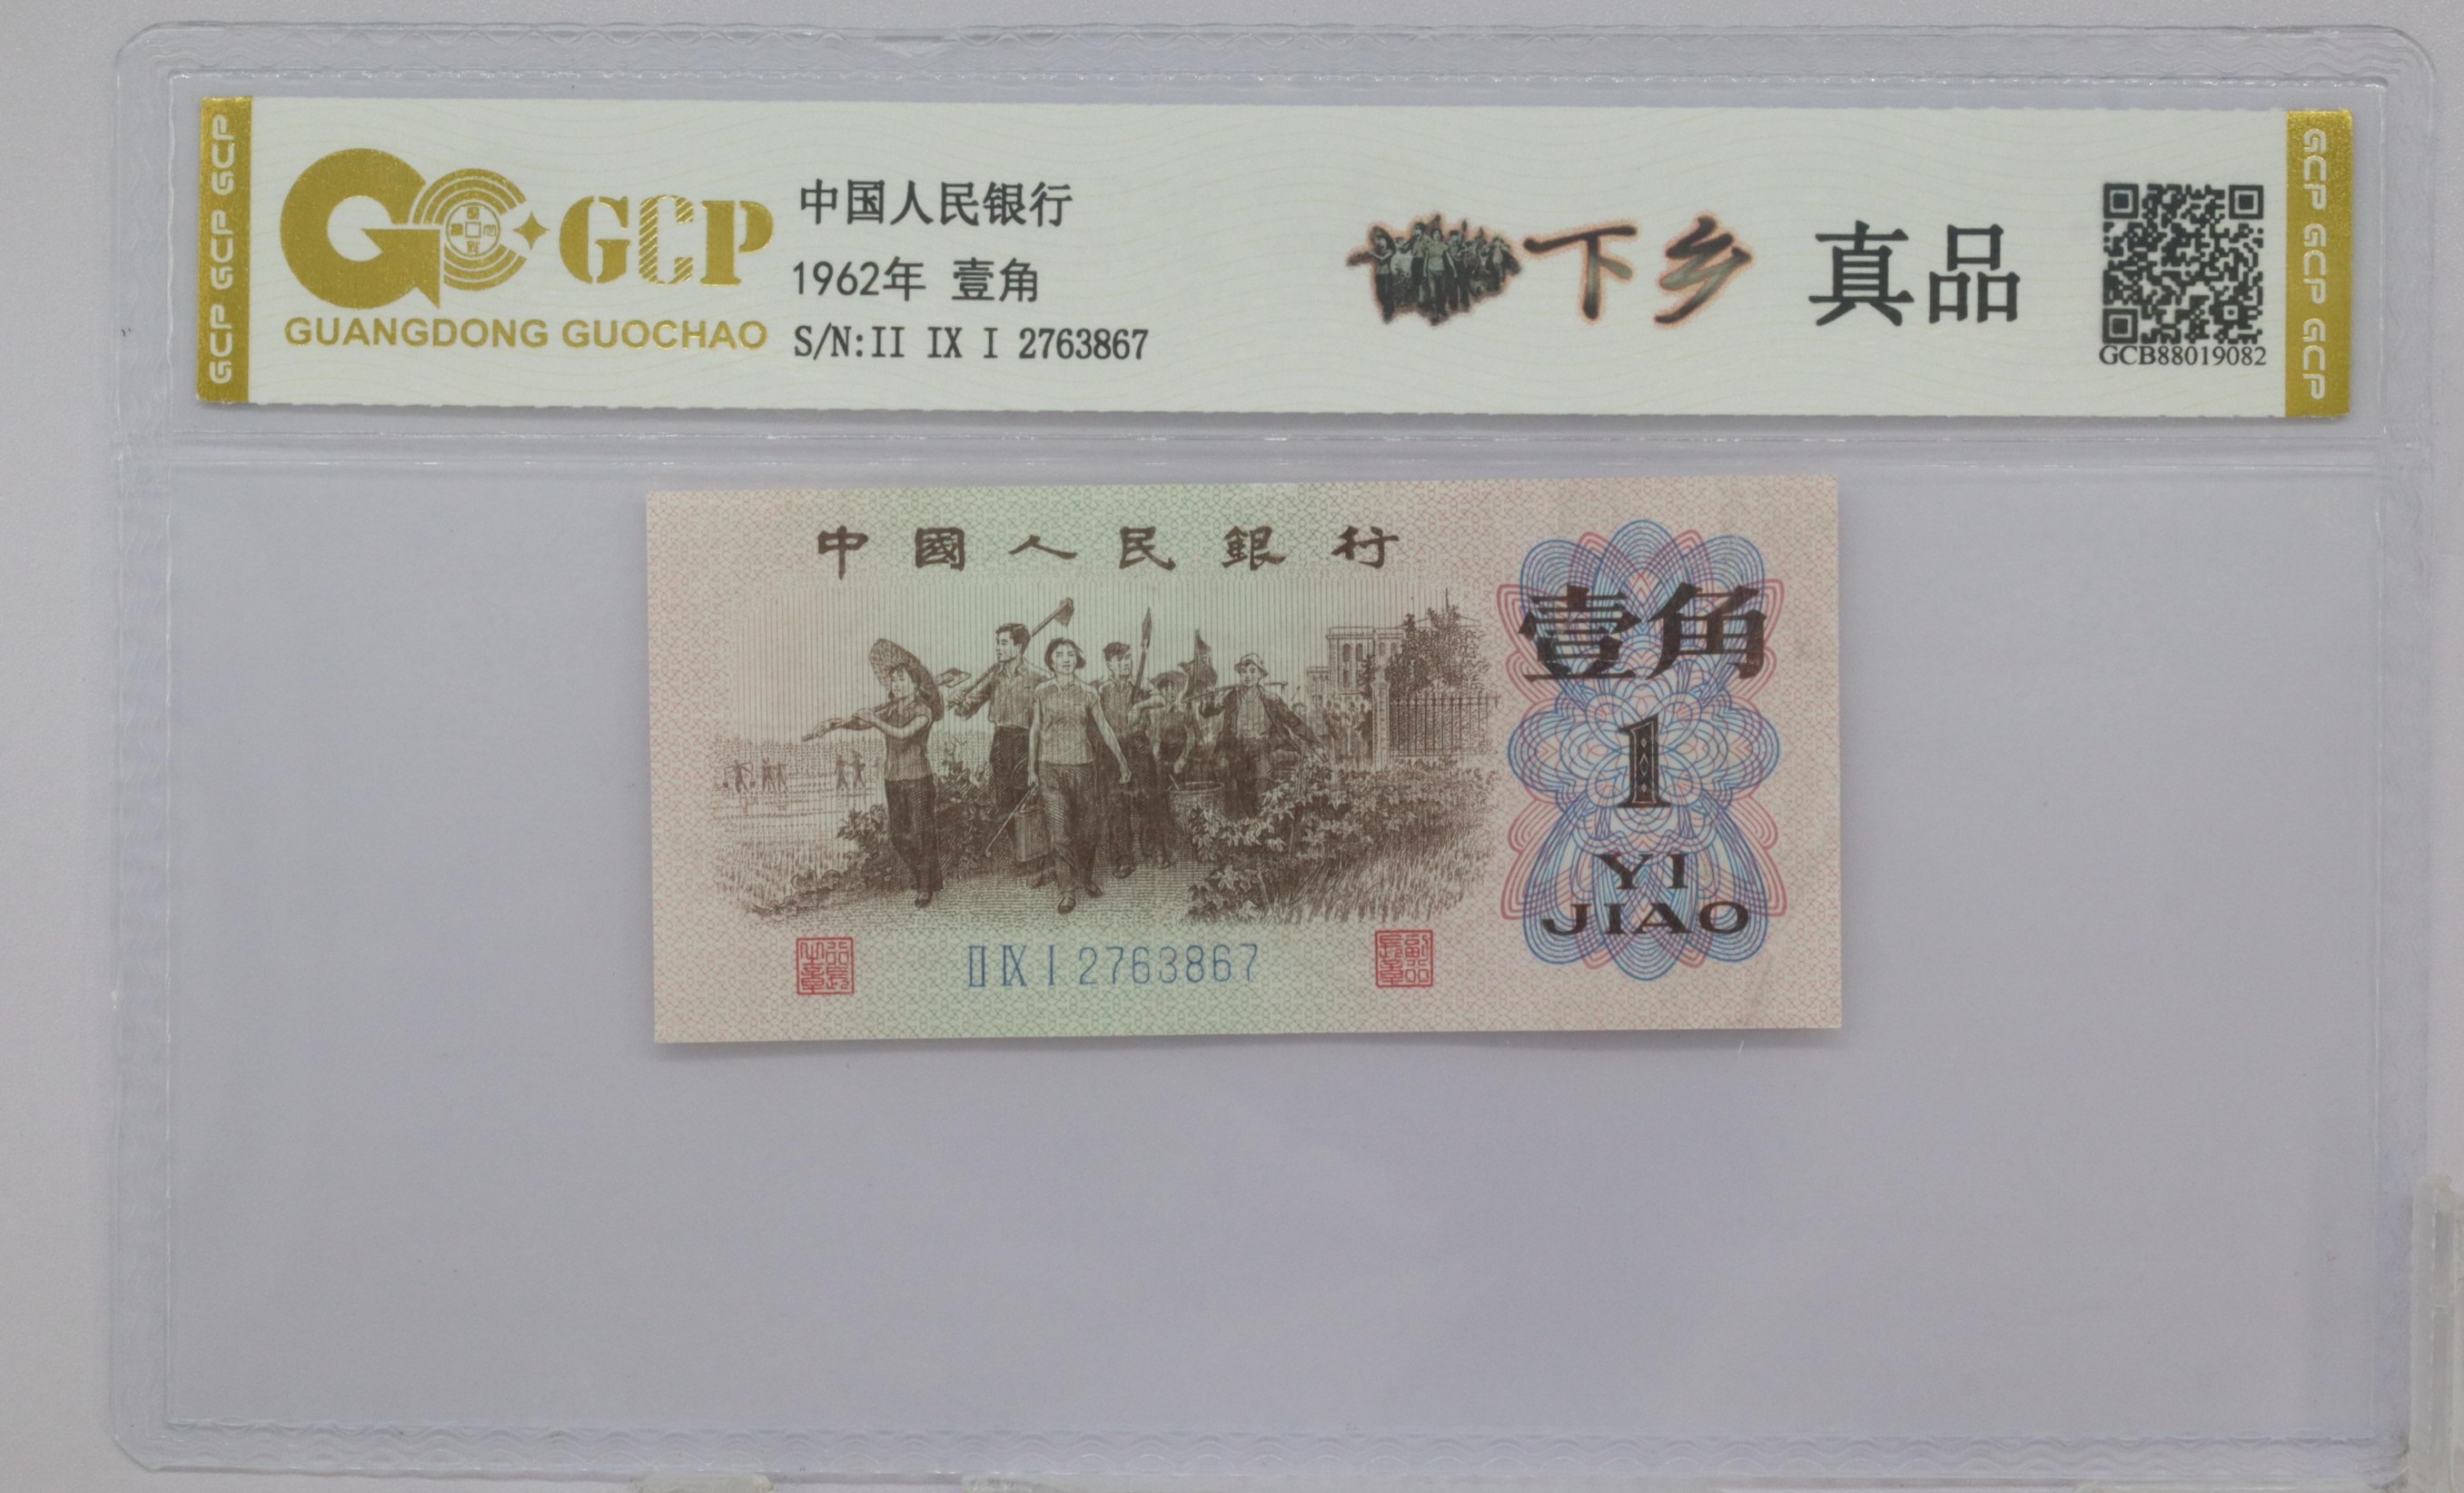 GCP GCP GCP
GCP
GUANGDONG GUOCHAO
中国人民银行
1962年 壹角
S/N:II IX I 2763867
下乡 真品
GCB88019082
GCP GCP GCP
中國人民銀行
壹角
1
YI
JIAO
II IX I 2763867